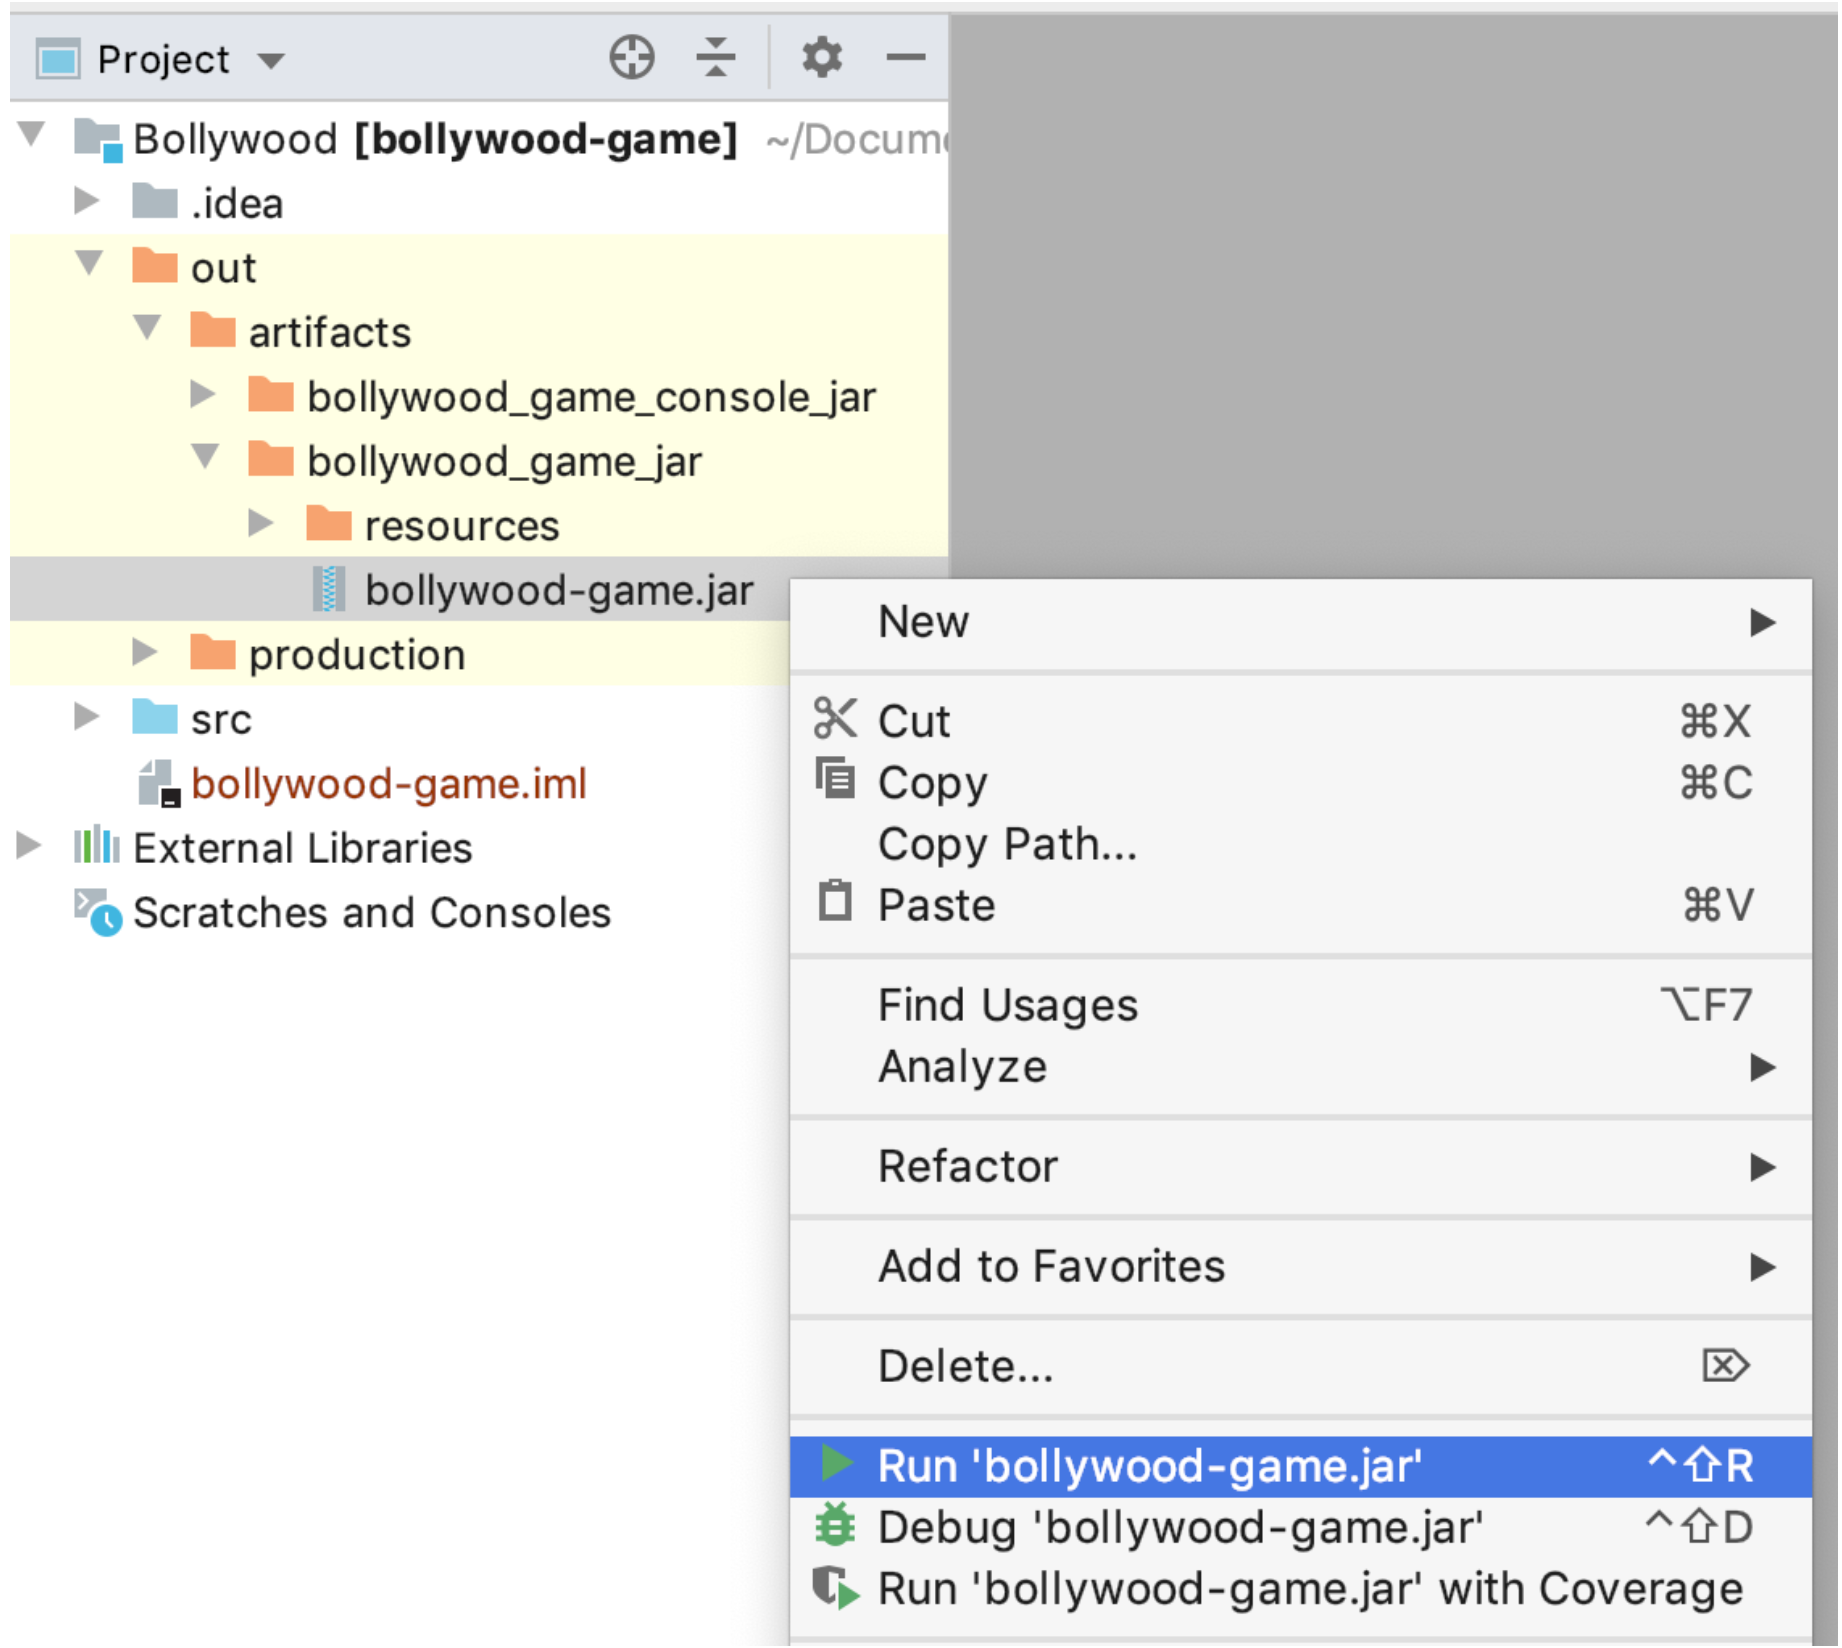 Project
Bollywood [bollywood-game] ~/Docume
.idea
out
artifacts
bollywood_game_console_jar
bollywood_game_jar
resources
bollywood-game.jar
production
src
bollywood-game.iml
External Libraries
Scratches and Consoles
New
Cut ⌘X
Copy ⌘C
Copy Path...
Paste ⌘V
Find Usages ⌥F7
Analyze
Refactor
Add to Favorites
Delete... ⌦
Run 'bollywood-game.jar' ^⇧R
Debug 'bollywood-game.jar' ^⇧D
Run 'bollywood-game.jar' with Coverage